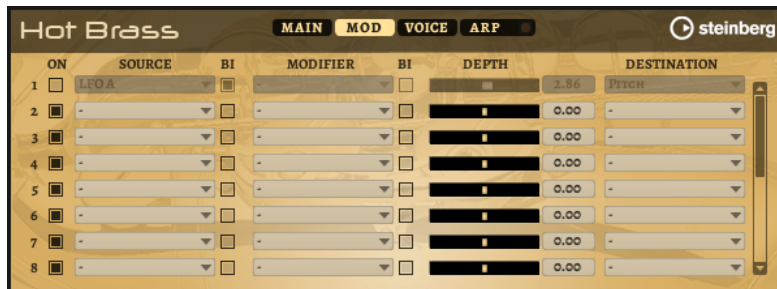 Hot Brass MAIN MOD VOICE ARP steinberg
ON SOURCE BI MODIFIER BI DEPTH DESTINATION
1 LFO A - 2.86 PITCH
2 - - 0.00 -
3 - - 0.00 -
4 - - 0.00 -
5 - - 0.00 -
6 - - 0.00 -
7 - - 0.00 -
8 - - 0.00 -